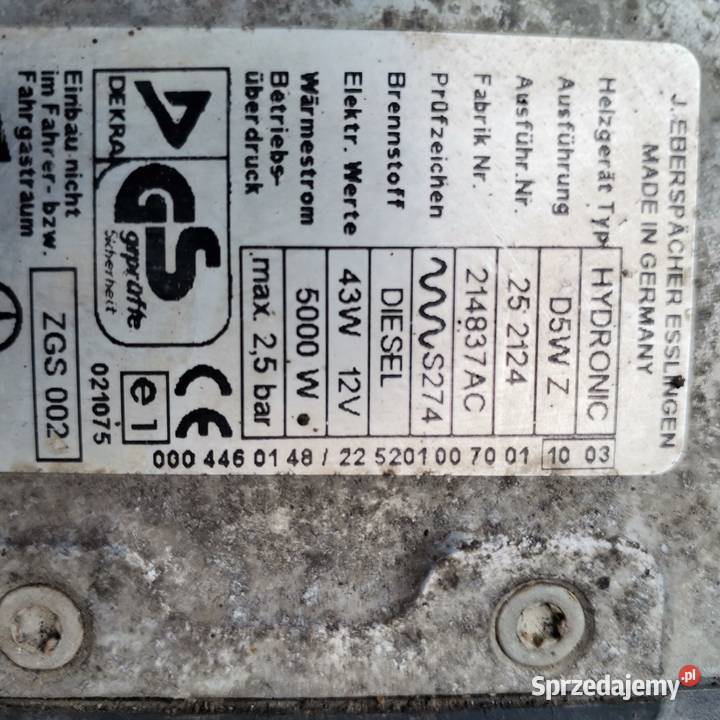 J. EBERSPÄCHER ESSLINGEN
MADE IN GERMANY
Heizgerät Typ HYDRONIC
Ausführung D5W Z
Ausführ.Nr. 25 2124
Fabrik Nr. 214837AC
Prüfzeichen S274
Brennstoff DIESEL
Elektr. Werte 43W 12V
Wärmestrom 5000 W
Betriebs-
überdruck max. 2,5 bar
000 446 0148 / 22 5201 00 70 01 10 03
DEKRA
GS
geprüfte
Sicherheit
CE
e1
021075
Einbau nicht
im Fahrer- bzw.
Fahrgastraum
ZGS 002
Sprzedajemy.pl